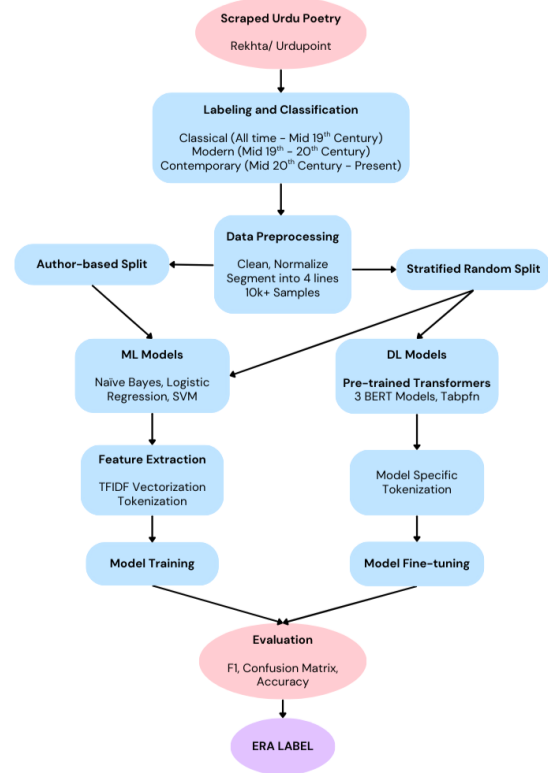 Scraped Urdu Poetry
Rekhta/ Urdupoint
Labeling and Classification
Classical (All time - Mid 19th Century)
Modern (Mid 19th - 20th Century)
Contemporary (Mid 20th Century - Present)
Data Preprocessing
Clean, Normalize
Segment into 4 lines
10k+ Samples
Author-based Split
Stratified Random Split
ML Models
Naïve Bayes, Logistic
Regression, SVM
DL Models
Pre-trained Transformers
3 BERT Models, Tabpfn
Feature Extraction
TFIDF Vectorization
Tokenization
Model Specific
Tokenization
Model Training
Model Fine-tuning
Evaluation
F1, Confusion Matrix,
Accuracy
ERA LABEL